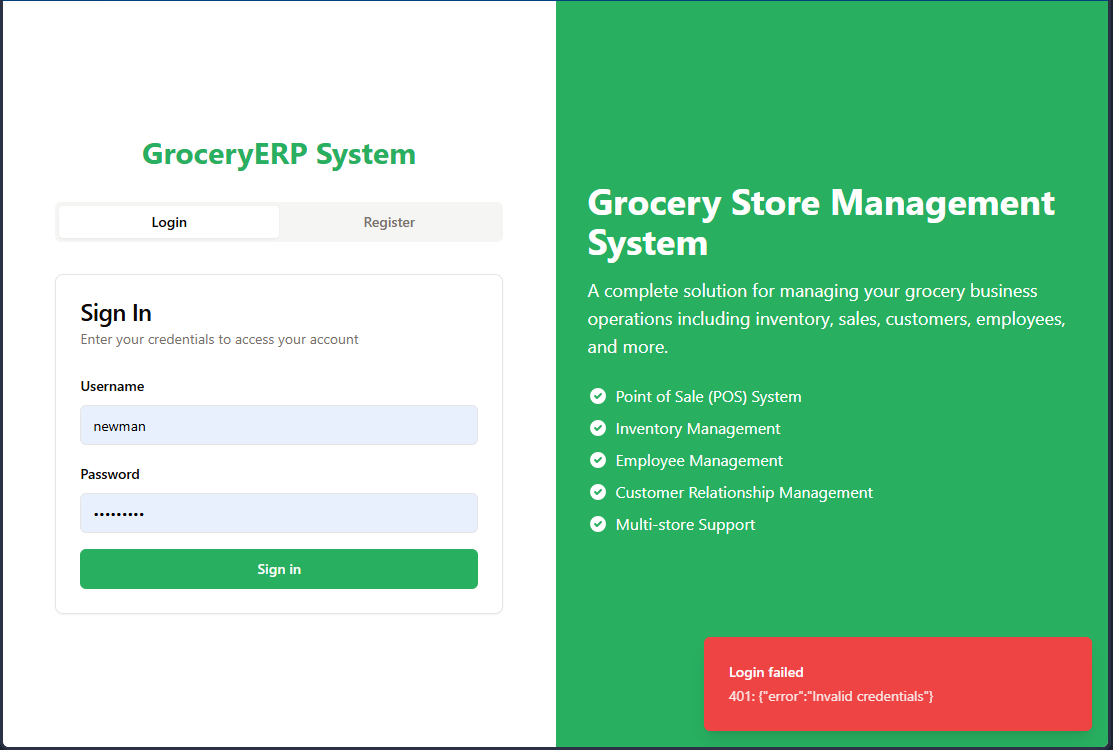 GroceryERP System
Login
Register
Sign In
Enter your credentials to access your account
Username
newman
Password
•••••••••
Sign in
Grocery Store Management
System
A complete solution for managing your grocery business
operations including inventory, sales, customers, employees,
and more.
Point of Sale (POS) System
Inventory Management
Employee Management
Customer Relationship Management
Multi-store Support
Login failed
401: {"error":"Invalid credentials"}